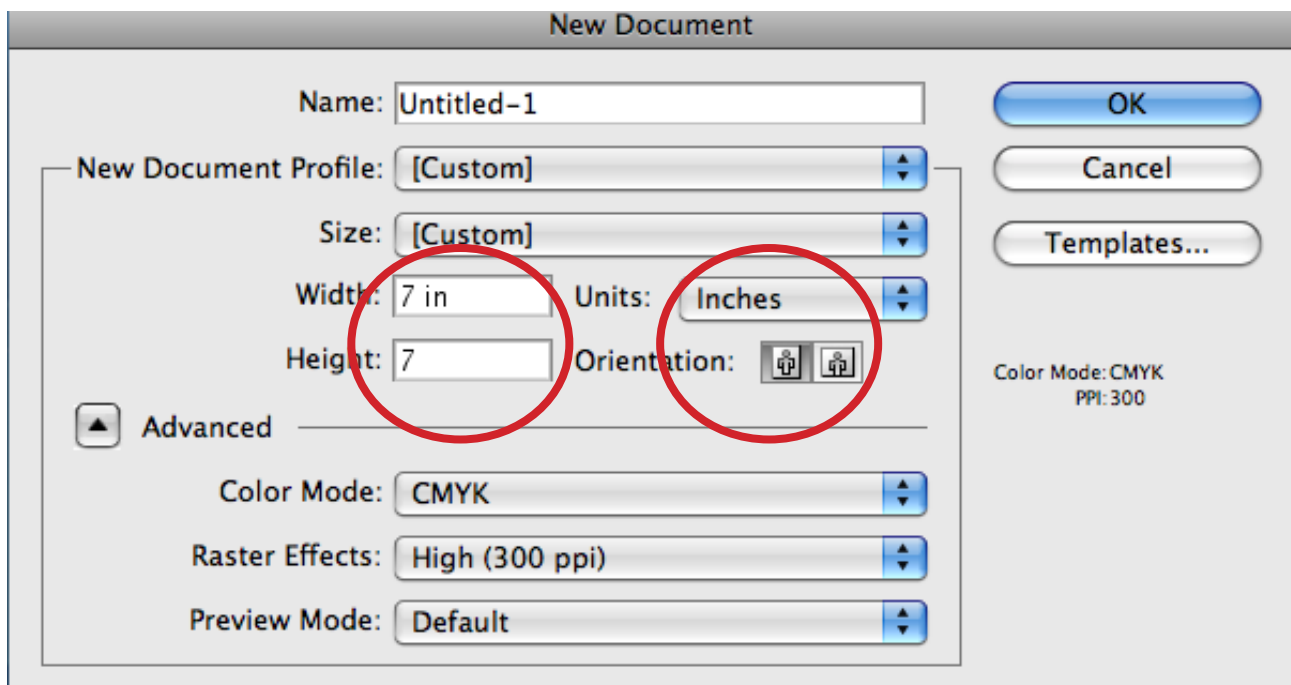 New Document
Name: Untitled-1
OK
New Document Profile: [Custom]
Cancel
Size: [Custom]
Templates...
Width: 7 in Units: Inches
Height: 7 Orientation:
Color Mode: CMYK
PPI: 300
Advanced
Color Mode: CMYK
Raster Effects: High (300 ppi)
Preview Mode: Default